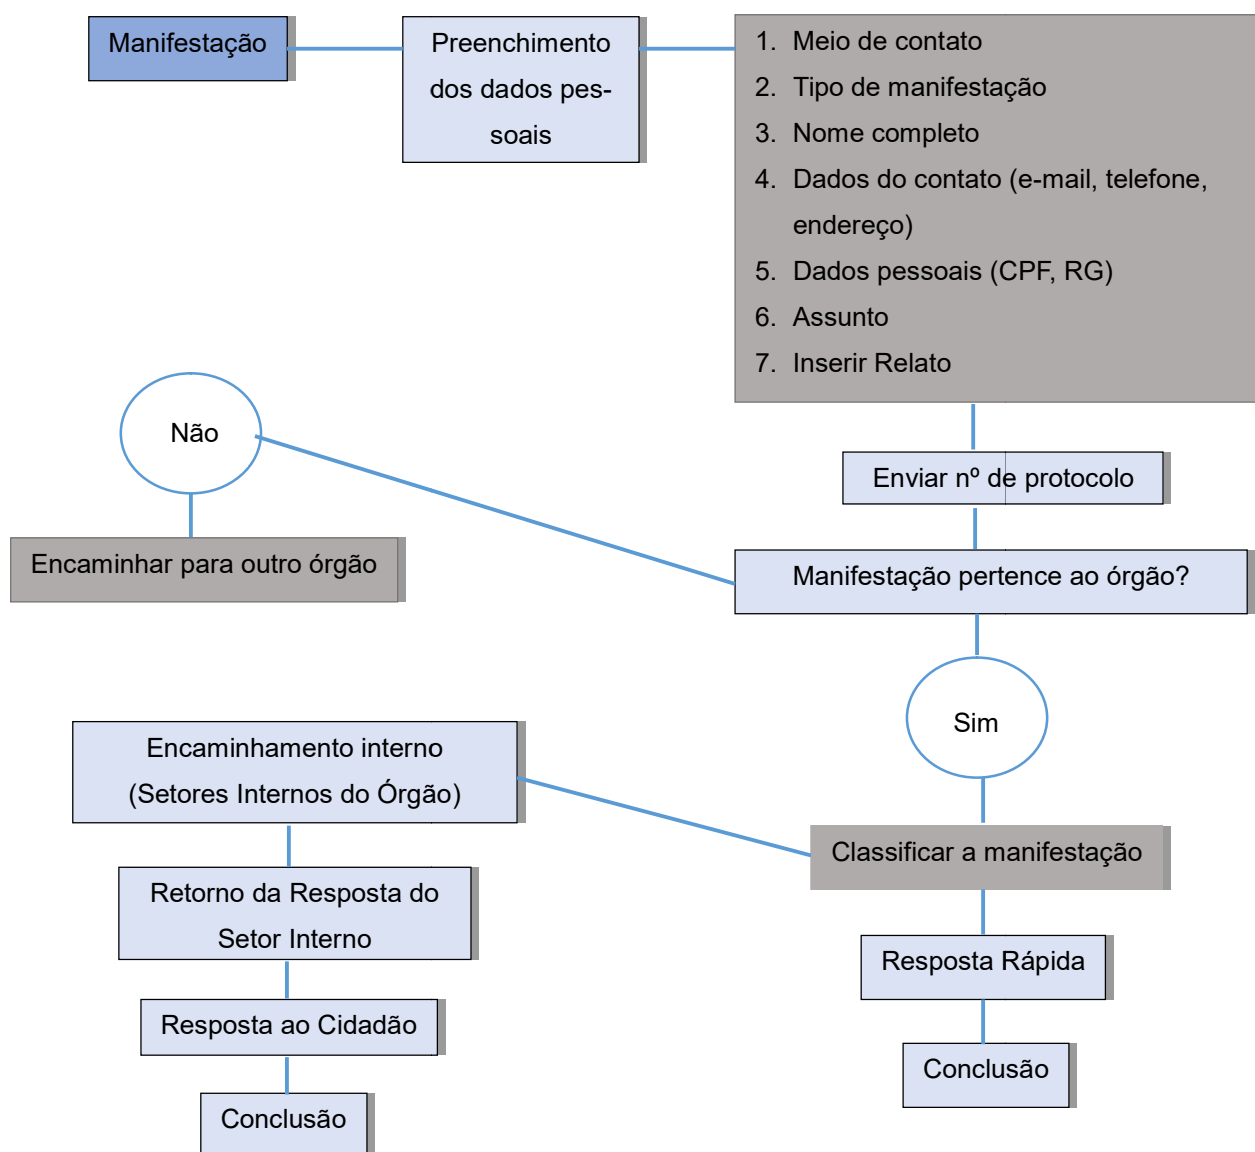 Manifestação
Preenchimento
dos dados pes-
soais
1. Meio de contato
2. Tipo de manifestação
3. Nome completo
4. Dados do contato (e-mail, telefone,
endereço)
5. Dados pessoais (CPF, RG)
6. Assunto
7. Inserir Relato
Enviar nº de protocolo
Manifestação pertence ao órgão?
Não
Encaminhar para outro órgão
Sim
Classificar a manifestação
Encaminhamento interno
(Setores Internos do Órgão)
Retorno da Resposta do
Setor Interno
Resposta ao Cidadão
Conclusão
Resposta Rápida
Conclusão